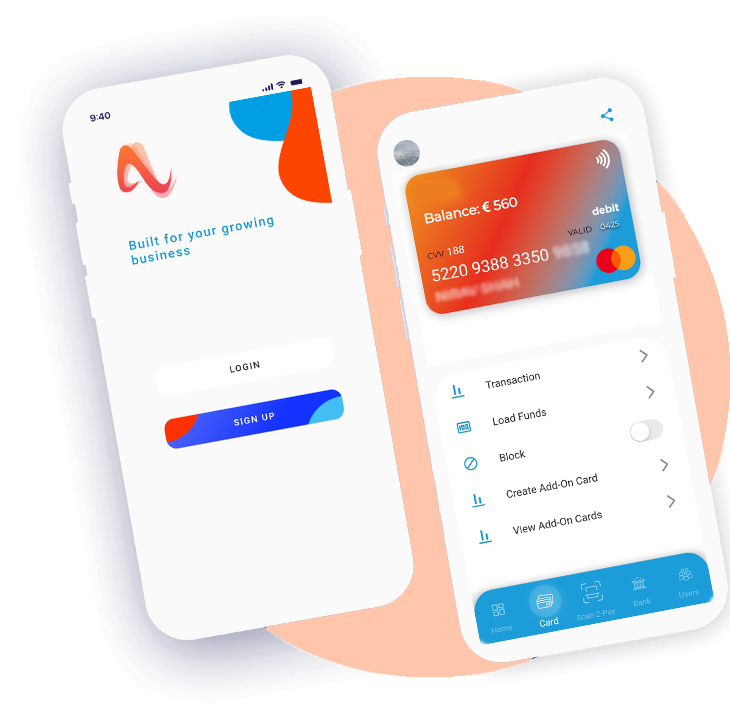 9:40
Built for your growing
business
LOGIN
SIGN UP
Balance: € 560
debit
CVV 188
VALID 0425
5220 9388 3350
Transaction
Load Funds
Block
Create Add-On Card
View Add-On Cards
Home
Card
Scan-2-Pay
Bank
Users